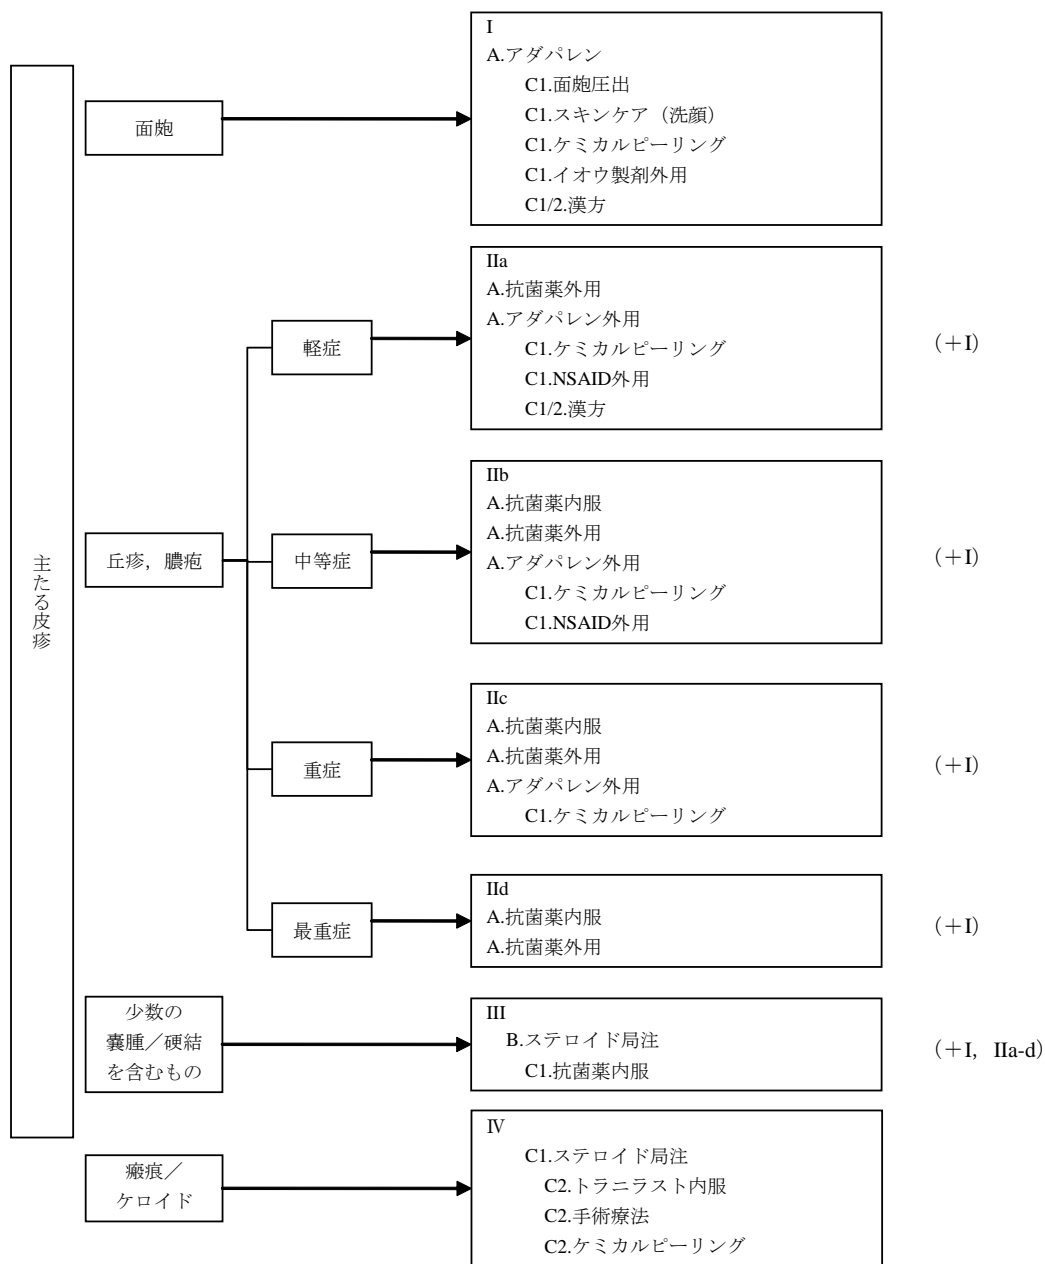 主たる皮疹
面皰
I
A.アダパレン
C1.面皰圧出
C1.スキンケア（洗顔）
C1.ケミカルピーリング
C1.イオウ製剤外用
C1/2.漢方
丘疹，膿疱
軽症
IIa
A.抗菌薬外用
A.アダパレン外用
C1.ケミカルピーリング
C1.NSAID外用
C1/2.漢方
（＋I）
中等症
IIb
A.抗菌薬内服
A.抗菌薬外用
A.アダパレン外用
C1.ケミカルピーリング
C1.NSAID外用
（＋I）
重症
IIc
A.抗菌薬内服
A.抗菌薬外用
A.アダパレン外用
C1.ケミカルピーリング
（＋I）
最重症
IId
A.抗菌薬内服
A.抗菌薬外用
（＋I）
少数の
嚢腫／硬結
を含むもの
III
B.ステロイド局注
C1.抗菌薬内服
（＋I，IIa-d）
瘢痕／
ケロイド
Ⅳ
C1.ステロイド局注
C2.トラニラスト内服
C2.手術療法
C2.ケミカルピーリング